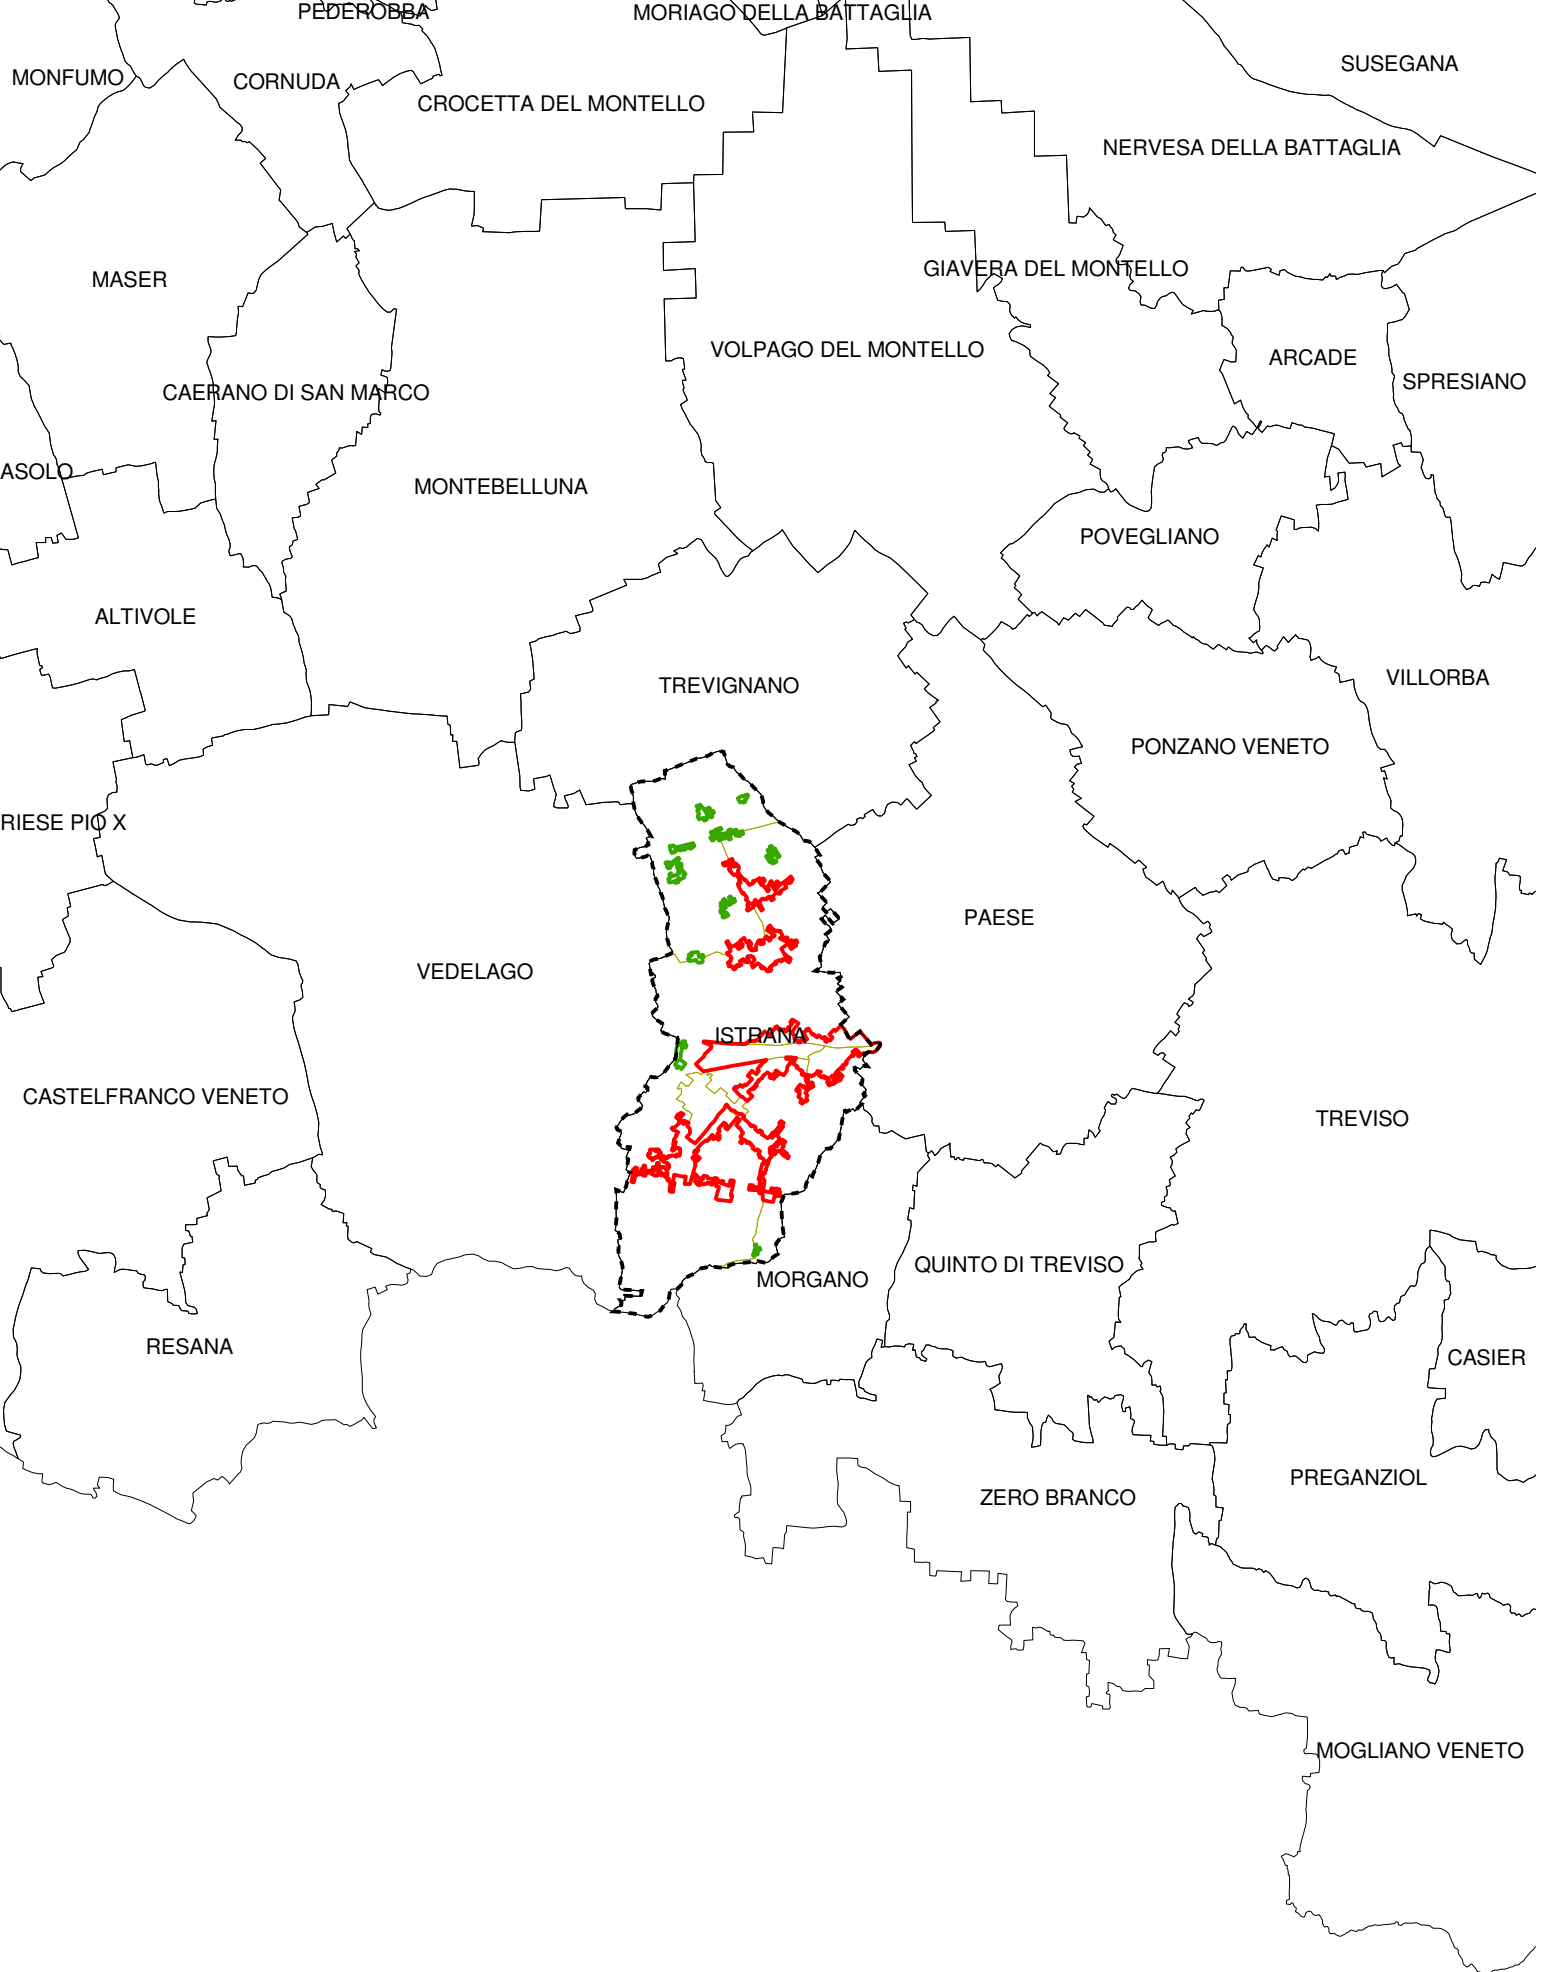 PEDEROBBA
MORIAGO DELLA BATTAGLIA
SUSEGANA
MONFUMO
CORNUDA
CROCETTA DEL MONTELLO
NERVESA DELLA BATTAGLIA
GIAVERA DEL MONTELLO
MASER
VOLPAGO DEL MONTELLO
ARCADE
SPRESIANO
CAERANO DI SAN MARCO
ASOLO
MONTEBELLUNA
POVEGLIANO
ALTIVOLE
VILLORBA
TREVIGNANO
PONZANO VENETO
RIESE PIO X
PAESE
VEDELAGO
ISTRANA
CASTELFRANCO VENETO
TREVISO
QUINTO DI TREVISO
MORGANO
RESANA
CASIER
PREGANZIOL
ZERO BRANCO
MOGLIANO VENETO